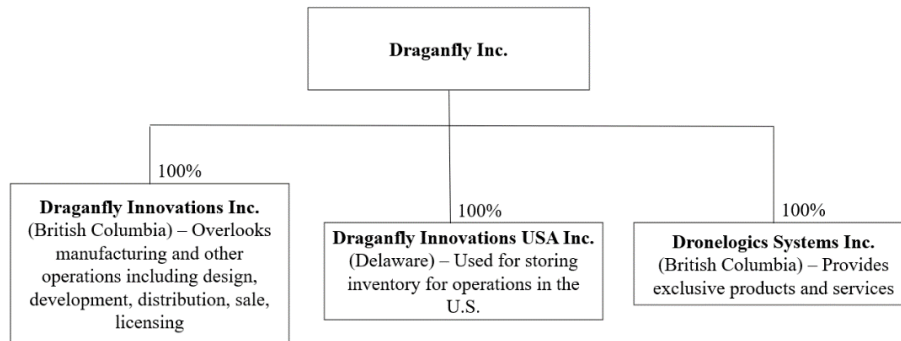 Draganfly Inc.
100%
Draganfly Innovations Inc.
(British Columbia) – Overlooks
manufacturing and other
operations including design,
development, distribution, sale,
licensing
100%
Draganfly Innovations USA Inc.
(Delaware) – Used for storing
inventory for operations in the
U.S.
100%
Dronelogics Systems Inc.
(British Columbia) – Provides
exclusive products and services